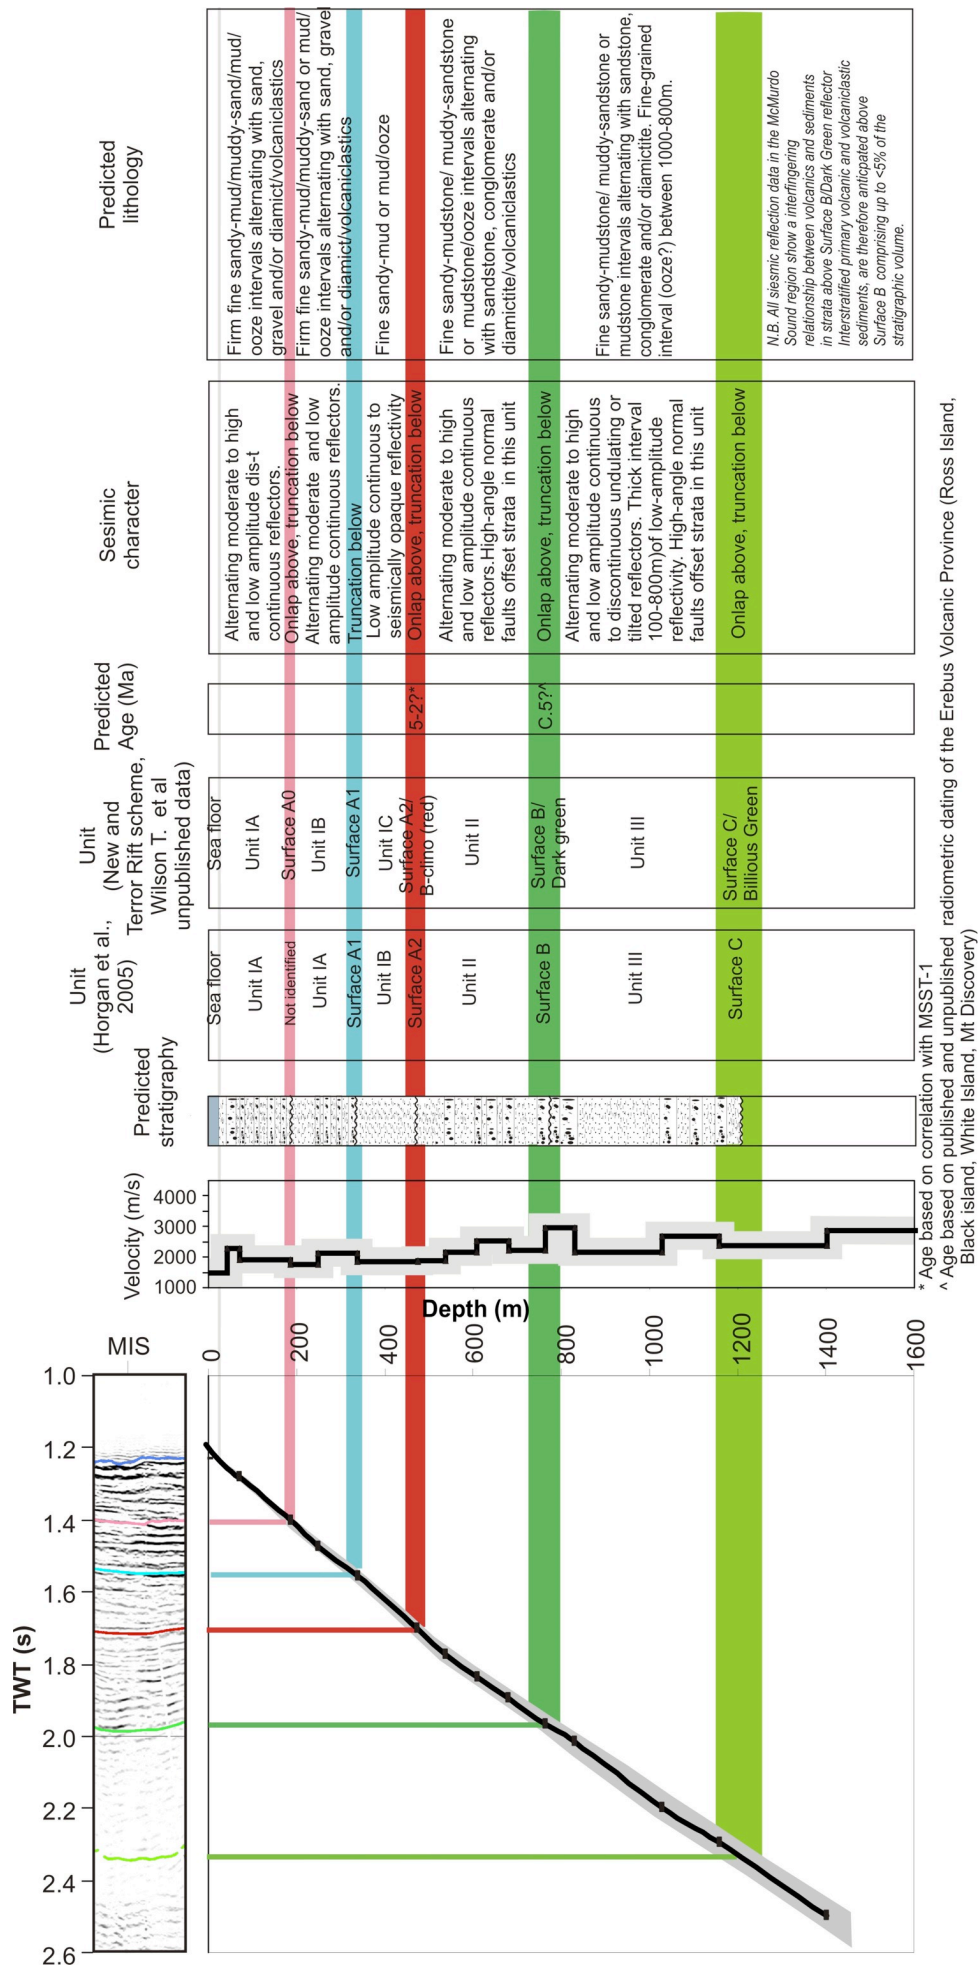 Predicted
lithology
Firm fine sandy-mud/muddy-sand/mud/
ooze intervals alternating with sand,
gravel and/or diamict/volcaniclastics
Firm fine sandy-mud/muddy-sand or mud/
ooze intervals alternating with sand, gravel
and/or diamict/volcaniclastics
Fine sandy-mud or mud/ooze
Fine sandy-mudstone/ muddy-sandstone
or mudstone/ooze intervals alternating
with sandstone, conglomerate and/or
diamictite/volcaniclastics
Fine sandy-mudstone/ muddy-sandstone or
mudstone intervals alternating with sandstone,
conglomerate and/or diamictite. Fine-grained
interval (ooze?) between 1000-800m.
N.B. All siesmic reflection data in the McMurdo
Sound region show a interfingering
relationship between volcanics and sediments
in strata above Surface B/Dark Green reflector
Interstratified primary volcanic and volcaniclastic
sediments, are therefore anticpated above
Surface B comprising up to <5% of the
stratigraphic volume.
Sesimic
character
Alternating moderate to high
and low amplitude dis-t
continuous reflectors.
Onlap above, truncation below
Alternating moderate and low
amplitude continuous reflectors.
Truncation below
Low amplitude continuous to
seismically opaque reflectivity
Onlap above, truncation below
Alternating moderate to high
and low amplitude continuous
reflectors.High-angle normal
faults offset strata in this unit
Onlap above, truncation below
Alternating moderate to high
and low amplitude continuous
to discontinuous undulating or
tilted reflectors. Thick interval
100-800m)of low-amplitude
reflectivity. High-angle normal
faults offset strata in this unit
Onlap above, truncation below
Predicted
Age (Ma)
5-2?*
C.5?^
Unit
(New and
Terror Rift scheme,
Wilson T. et al
unpublished data)
Sea floor
Unit IA
Surface A0
Unit IB
Surface A1
Unit IC
Surface A2/
B-clino (red)
Unit II
Surface B/
Dark green
Unit III
Surface C/
Billious Green
Unit
(Horgan et al.,
2005)
Sea floor
Unit IA
Not identified
Unit IA
Surface A1
Unit IB
Surface A2
Unit II
Surface B
Unit III
Surface C
Predicted
stratigraphy
Velocity (m/s)
4000
3000
2000
1000
Depth (m)
0
200
400
600
800
1000
1200
1400
1600
MIS
TWT (s)
1.0
1.2
1.4
1.6
1.8
2.0
2.2
2.4
2.6
* Age based on correlation with MSST-1
^ Age based on published and unpublished radiometric dating of the Erebus Volcanic Province (Ross Island,
Black island, White Island, Mt Discovery)